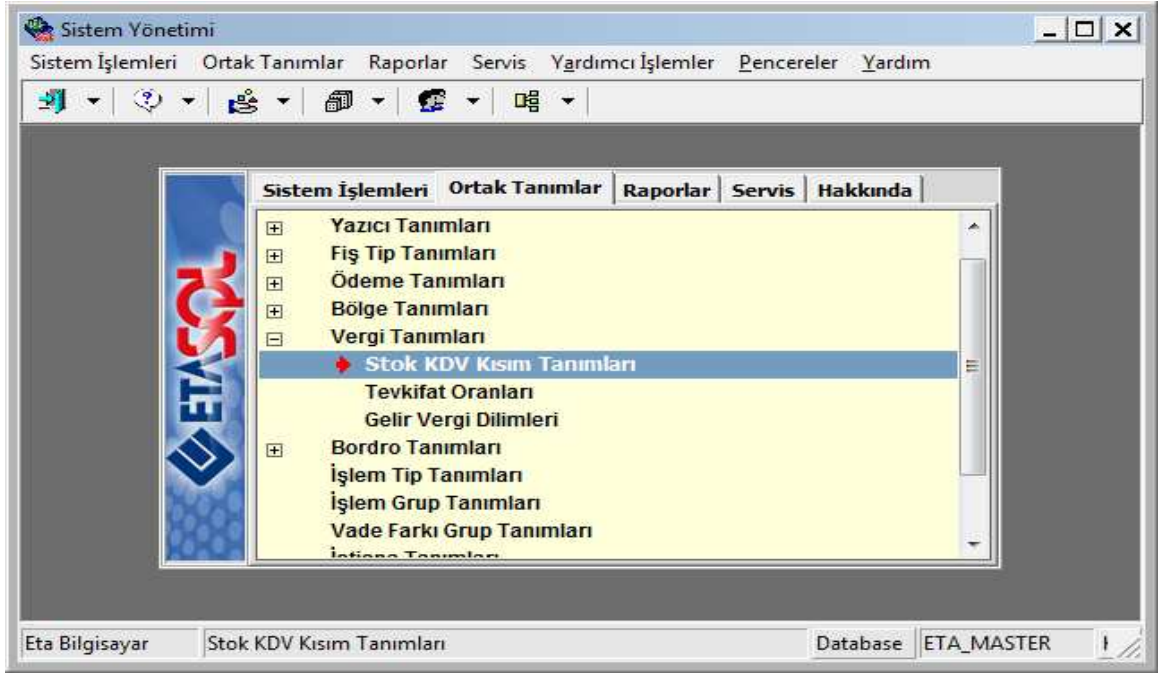 Sistem Yönetimi
Sistem İşlemleri Ortak Tanımlar Raporlar Servis Yardımcı İşlemler Pencereler Yardım
Sistem İşlemleri Ortak Tanımlar Raporlar Servis Hakkında
Yazıcı Tanımları
Fiş Tip Tanımları
Ödeme Tanımları
Bölge Tanımları
Vergi Tanımları
Stok KDV Kısım Tanımları
Tevkifat Oranları
Gelir Vergi Dilimleri
Bordro Tanımları
İşlem Tip Tanımları
İşlem Grup Tanımları
Vade Farkı Grup Tanımları
ETASQL
Eta Bilgisayar Stok KDV Kısım Tanımları Database ETA_MASTER